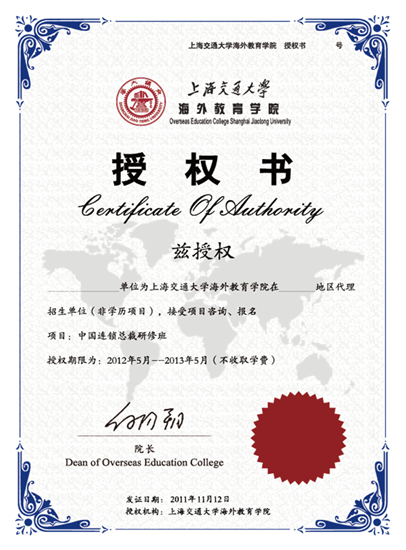 上海交通大学海外教育学院 授权书 号
上海交通大学
海外教育学院
Overseas Education College Shanghai Jiaotong University
授 权 书
Certificate Of Authority
兹授权
单位为上海交通大学海外教育学院在 地区代理
招生单位（非学历项目），接受项目咨询、报名
项目：中国连锁总裁研修班
授权期限为：2012年5月--2013年5月（不收取学费）
院长
Dean of Overseas Education College
发证日期： 2011年11月12日
授权机构：上海交通大学海外教育学院